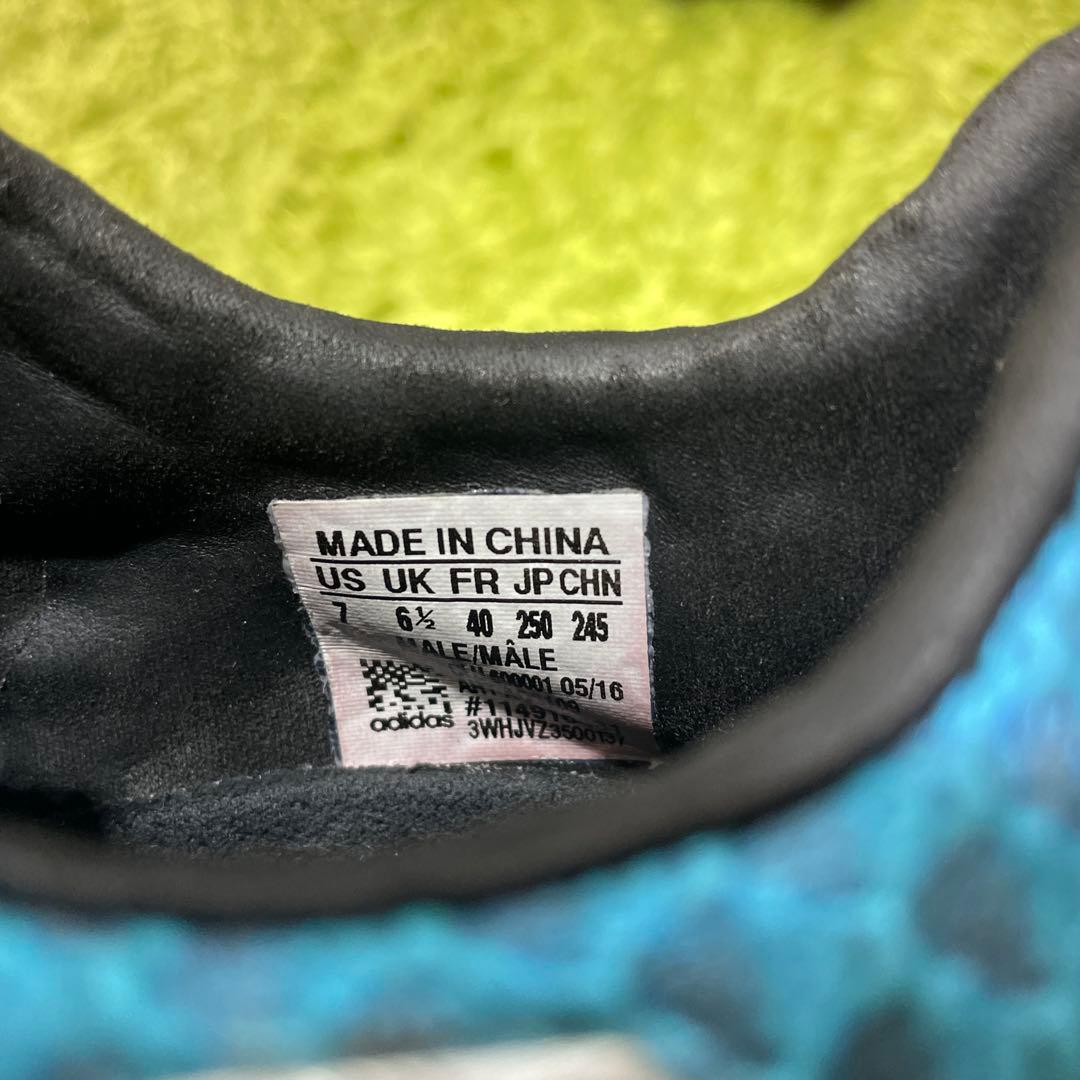 MADE IN CHINA
US UK FR JP CHN
7 6½ 40 250 245
MALE/MÂLE
05/16
adidas